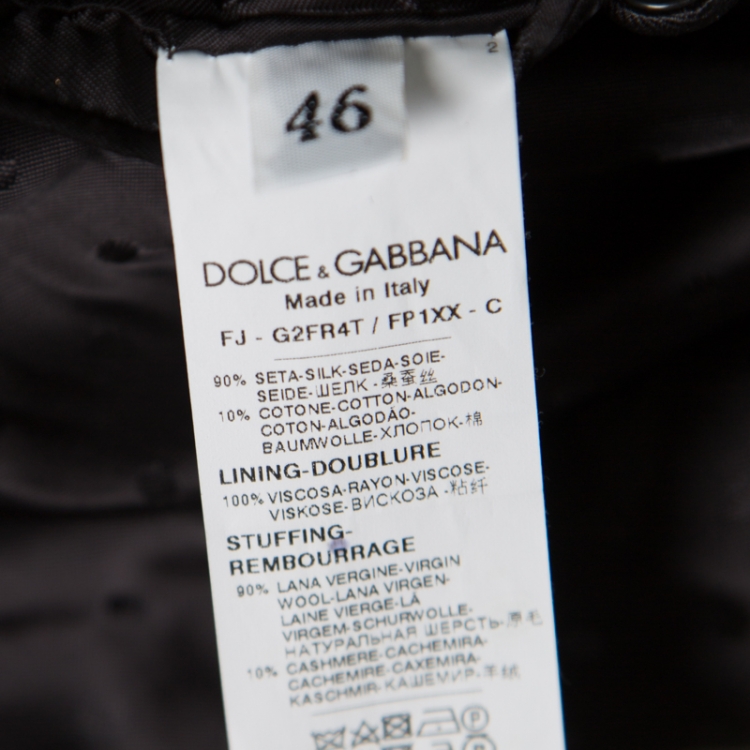 2
46
DOLCE & GABBANA
Made in Italy
FJ - G2FR4T / FP1XX - C
90% SETA-SILK-SEDA-SOIE-
SEIDE-ШЕЛК-桑蚕丝
10% COTONE-COTTON-ALGODON-
COTON-ALGODÃO-
BAUMWOLLE-ХЛОПОК-棉
LINING-DOUBLURE
100% VISCOSA-RAYON-VISCOSE-
VISKOSE-ВИСКОЗА-粘纤
STUFFING-
REMBOURRAGE
90% LANA VERGINE-VIRGIN
WOOL-LANA VIRGEN-
LAINE VIERGE-LÃ
VIRGEM-SCHURWOLLE-
НАТУРАЛЬНАЯ ШЕРСТЬ-原毛
10% CASHMERE-CACHEMIRA-
CACHEMIRE-CAXEMIRA-
KASCHMIR-КАШЕМИР-羊绒